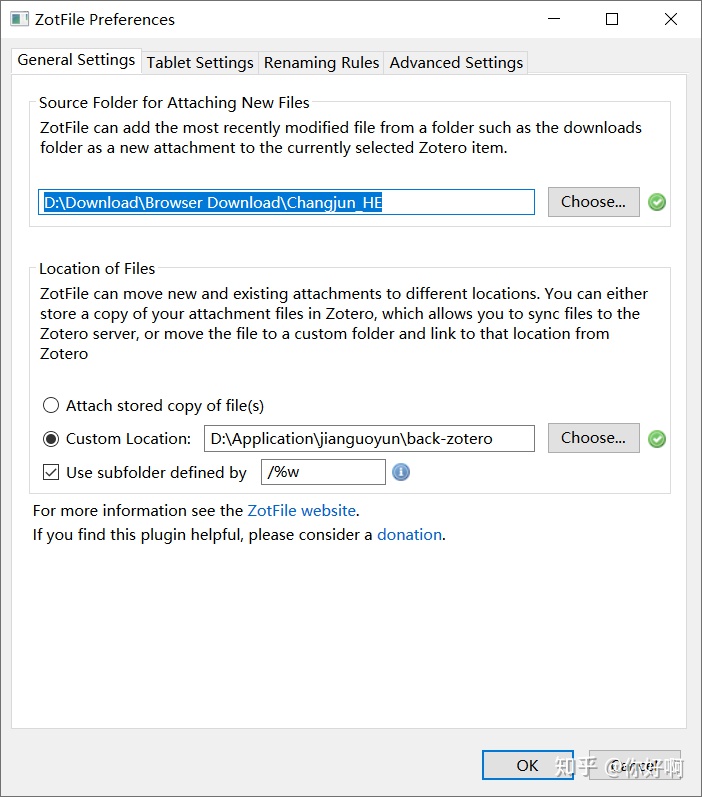 ZotFile Preferences
General Settings
Tablet Settings
Renaming Rules
Advanced Settings
Source Folder for Attaching New Files
ZotFile can add the most recently modified file from a folder such as the downloads
folder as a new attachment to the currently selected Zotero item.
D:\Download\Browser Download\Changjun_HE
Choose...
Location of Files
ZotFile can move new and existing attachments to different locations. You can either
store a copy of your attachment files in Zotero, which allows you to sync files to the
Zotero server, or move the file to a custom folder and link to that location from
Zotero
Attach stored copy of file(s)
Custom Location:
D:\Application\jianguoyun\back-zotero
Choose...
Use subfolder defined by
/%w
For more information see the ZotFile website.
If you find this plugin helpful, please consider a donation.
OK
Cancel
知乎 @你好啊